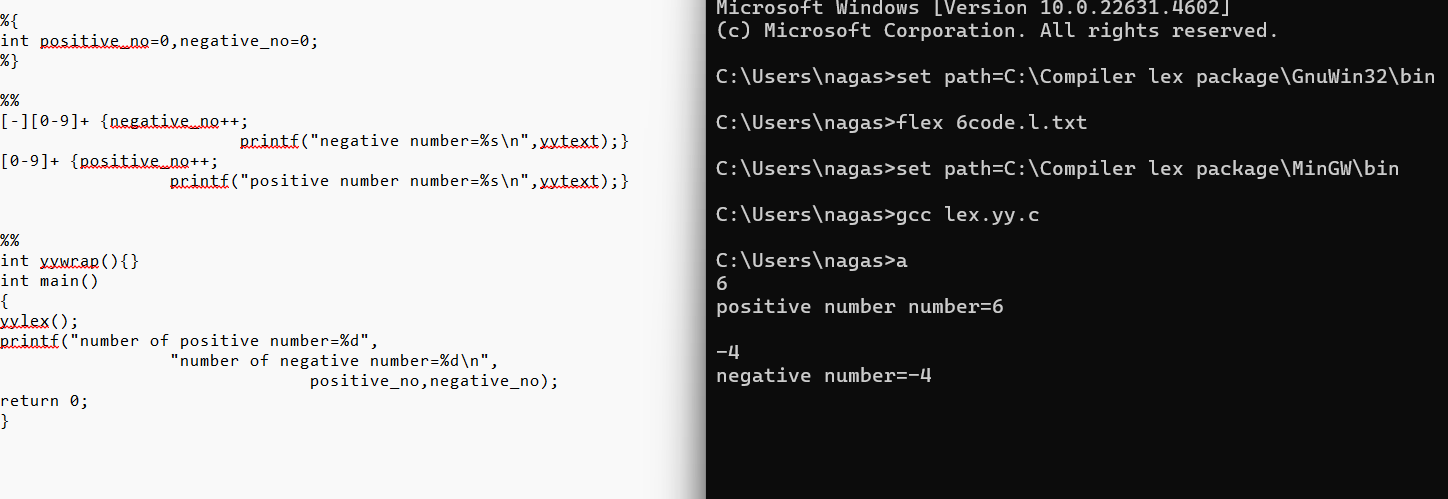 %{
int positive_no=0,negative_no=0;
%}
%%
[-][0-9]+ {negative_no++;
printf("negative number=%s\n",yytext);}
[0-9]+ {positive_no++;
printf("positive number number=%s\n",yytext);}
%%
int yywrap(){}
int main()
{
yylex();
printf("number of positive number=%d",
"number of negative number=%d\n",
positive_no,negative_no);
return 0;
}
Microsoft Windows [Version 10.0.22631.4602]
(c) Microsoft Corporation. All rights reserved.
C:\Users\nagas>set path=C:\Compiler lex package\GnuWin32\bin
C:\Users\nagas>flex 6code.l.txt
C:\Users\nagas>set path=C:\Compiler lex package\MinGW\bin
C:\Users\nagas>gcc lex.yy.c
C:\Users\nagas>a
6
positive number number=6
-4
negative number=-4